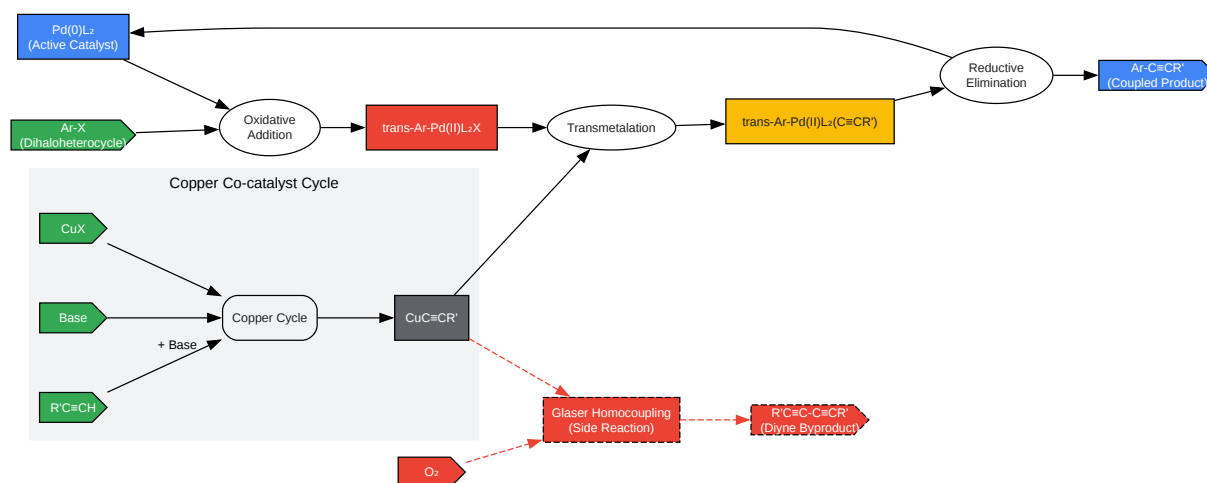 Pd(0)L₂
(Active Catalyst)
Reductive
Elimination
Ar-C≡CR'
(Coupled Product)
Ar-X
(Dihaloheterocycle)
Oxidative
Addition
trans-Ar-Pd(II)L₂X
Transmetalation
trans-Ar-Pd(II)L₂(C≡CR')
Copper Co-catalyst Cycle
CuX
Base
Copper Cycle
CuC≡CR'
+ Base
R'C≡CH
Glaser Homocoupling
(Side Reaction)
R'C≡C-C≡CR'
(Diyne Byproduct)
O₂